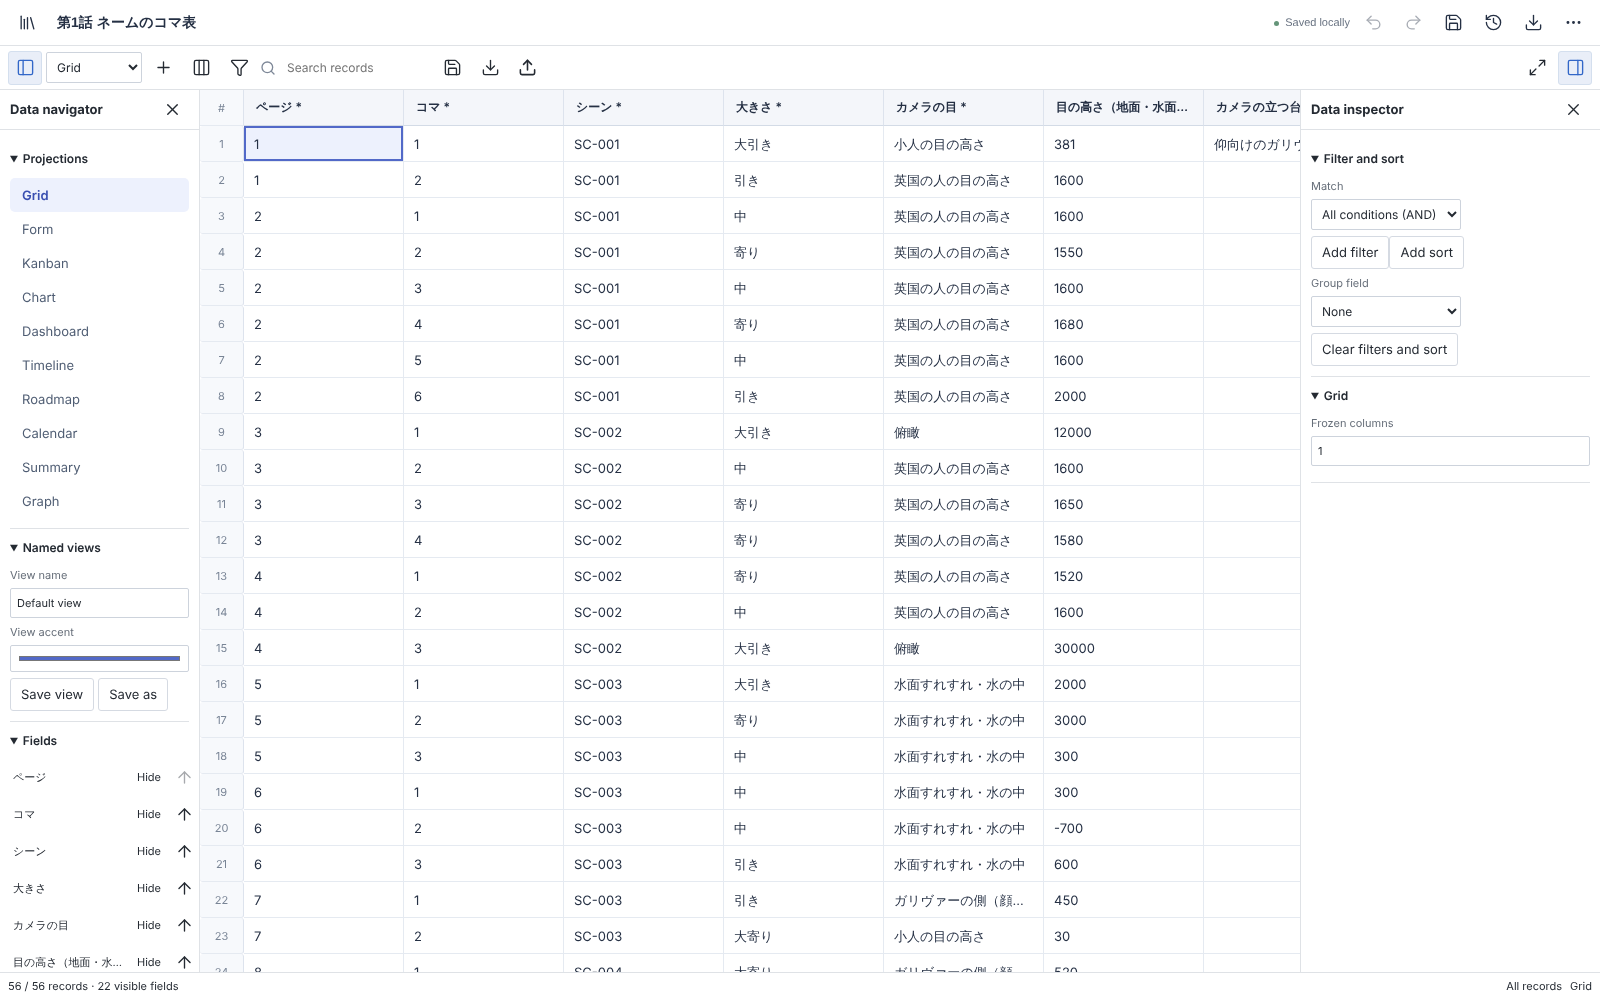 第1話 ネームのコマ表
Saved locally
Grid
Search records
Data navigator
Projections
Grid
Form
Kanban
Chart
Dashboard
Timeline
Roadmap
Calendar
Summary
Graph
Named views
View name
Default view
View accent
Save view Save as
Fields
ページ Hide
コマ Hide
シーン Hide
大きさ Hide
カメラの目 Hide
目の高さ（地面・水... Hide
# ページ * コマ * シーン * 大きさ * カメラの目 * 目の高さ（地面・水面... カメラの立つ台
1 1 1 SC-001 大引き 小人の目の高さ 381 仰向けのガリヴ
2 1 2 SC-001 引き 英国の人の目の高さ 1600
3 2 1 SC-001 中 英国の人の目の高さ 1600
4 2 2 SC-001 寄り 英国の人の目の高さ 1550
5 2 3 SC-001 中 英国の人の目の高さ 1600
6 2 4 SC-001 寄り 英国の人の目の高さ 1680
7 2 5 SC-001 中 英国の人の目の高さ 1600
8 2 6 SC-001 引き 英国の人の目の高さ 2000
9 3 1 SC-002 大引き 俯瞰 12000
10 3 2 SC-002 中 英国の人の目の高さ 1600
11 3 3 SC-002 寄り 英国の人の目の高さ 1650
12 3 4 SC-002 寄り 英国の人の目の高さ 1580
13 4 1 SC-002 寄り 英国の人の目の高さ 1520
14 4 2 SC-002 中 英国の人の目の高さ 1600
15 4 3 SC-002 大引き 俯瞰 30000
16 5 1 SC-003 大引き 水面すれすれ・水の中 2000
17 5 2 SC-003 寄り 水面すれすれ・水の中 3000
18 5 3 SC-003 中 水面すれすれ・水の中 300
19 6 1 SC-003 中 水面すれすれ・水の中 300
20 6 2 SC-003 中 水面すれすれ・水の中 -700
21 6 3 SC-003 引き 水面すれすれ・水の中 600
22 7 1 SC-003 引き ガリヴァーの側（顔... 450
23 7 2 SC-003 大寄り 小人の目の高さ 30
24 8 1 SC-004 大寄り ガリヴァーの側（顔... 520
Data inspector
Filter and sort
Match
All conditions (AND)
Add filter Add sort
Group field
None
Clear filters and sort
Grid
Frozen columns
1
56 / 56 records · 22 visible fields
All records Grid